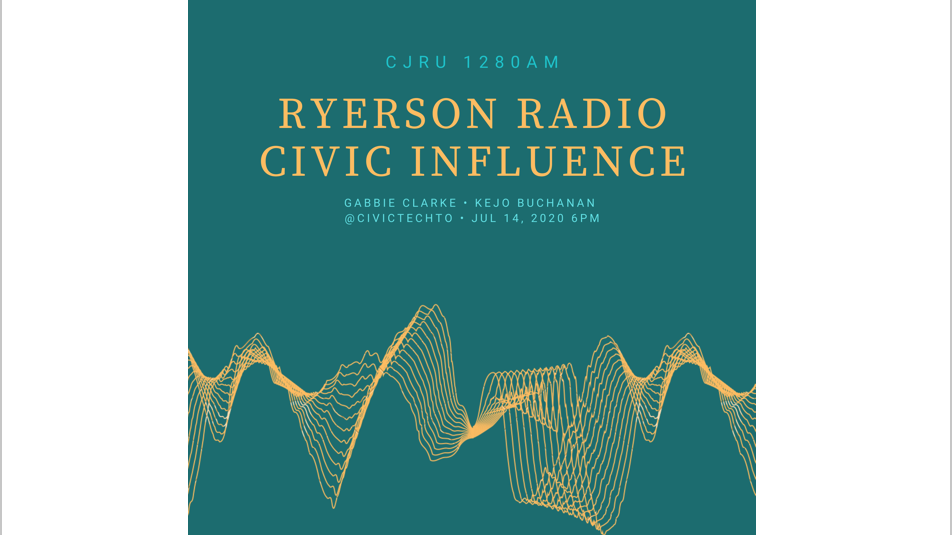 CJRU 1280AM
RYERSON RADIO
CIVIC INFLUENCE
GABBIE CLARKE • KEJO BUCHANAN
@CIVICTECHTO • JUL 14, 2020 6PM